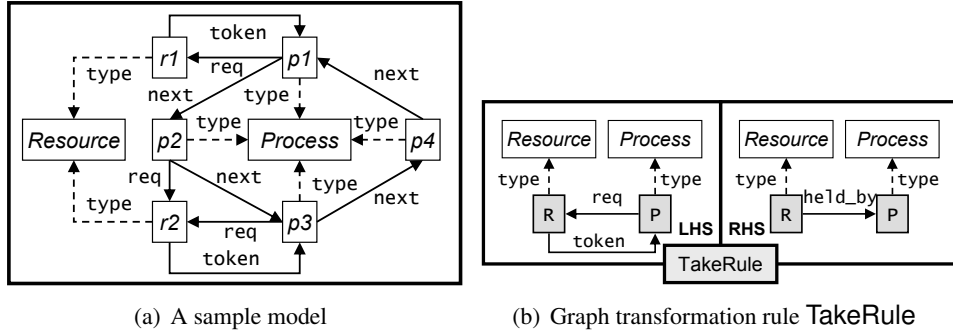 token
r1
p1
req
type
next
type
next
Resource
p2
type
Process
type
p4
req
next
type
next
type
r2
req
p3
token
(a) A sample model
Resource
Process
Resource
Process
type
type
type
type
req
held_by
R
P
R
P
LHS
RHS
token
TakeRule
(b) Graph transformation rule TakeRule